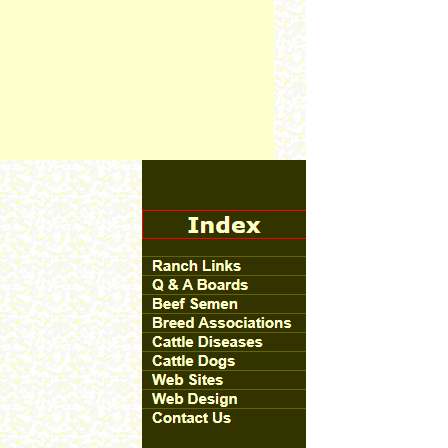 Index
Ranch Links
Q & A Boards
Beef Semen
Breed Associations
Cattle Diseases
Cattle Dogs
Web Sites
Web Design
Contact Us